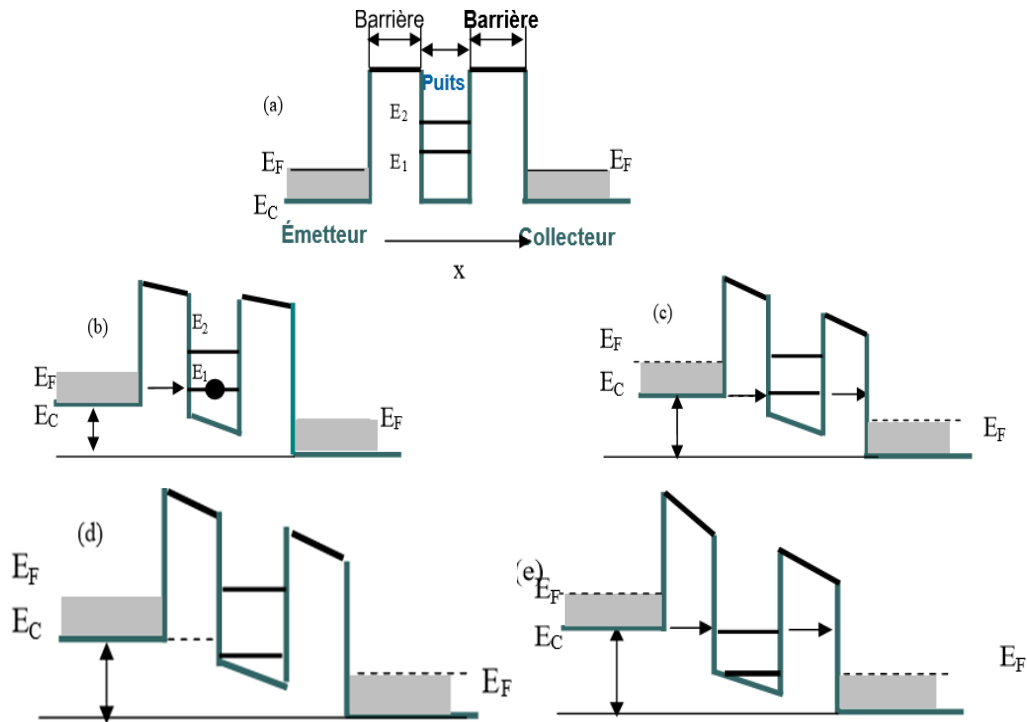 Barrière Barrière
Puits
(a)
E2
E1
EF EF
EC
Émetteur Collecteur
x
(b)
E2
E1
EF
EC
EF
(c)
EF
EC
EF
(d)
EF
EC
EF
(e)
EF
EC
EF